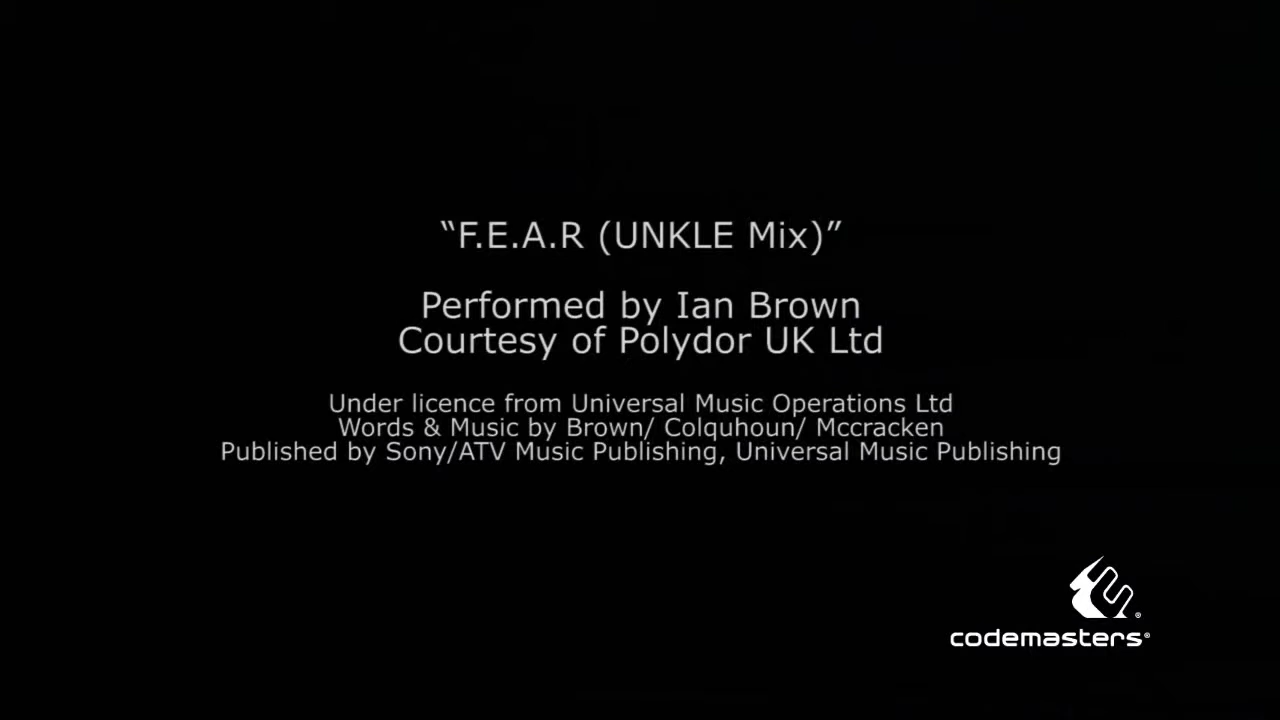 “F.E.A.R (UNKLE Mix)”
Performed by Ian Brown
Courtesy of Polydor UK Ltd
Under licence from Universal Music Operations Ltd
Words & Music by Brown/ Colquhoun/ Mccracken
Published by Sony/ATV Music Publishing, Universal Music Publishing
codemasters®